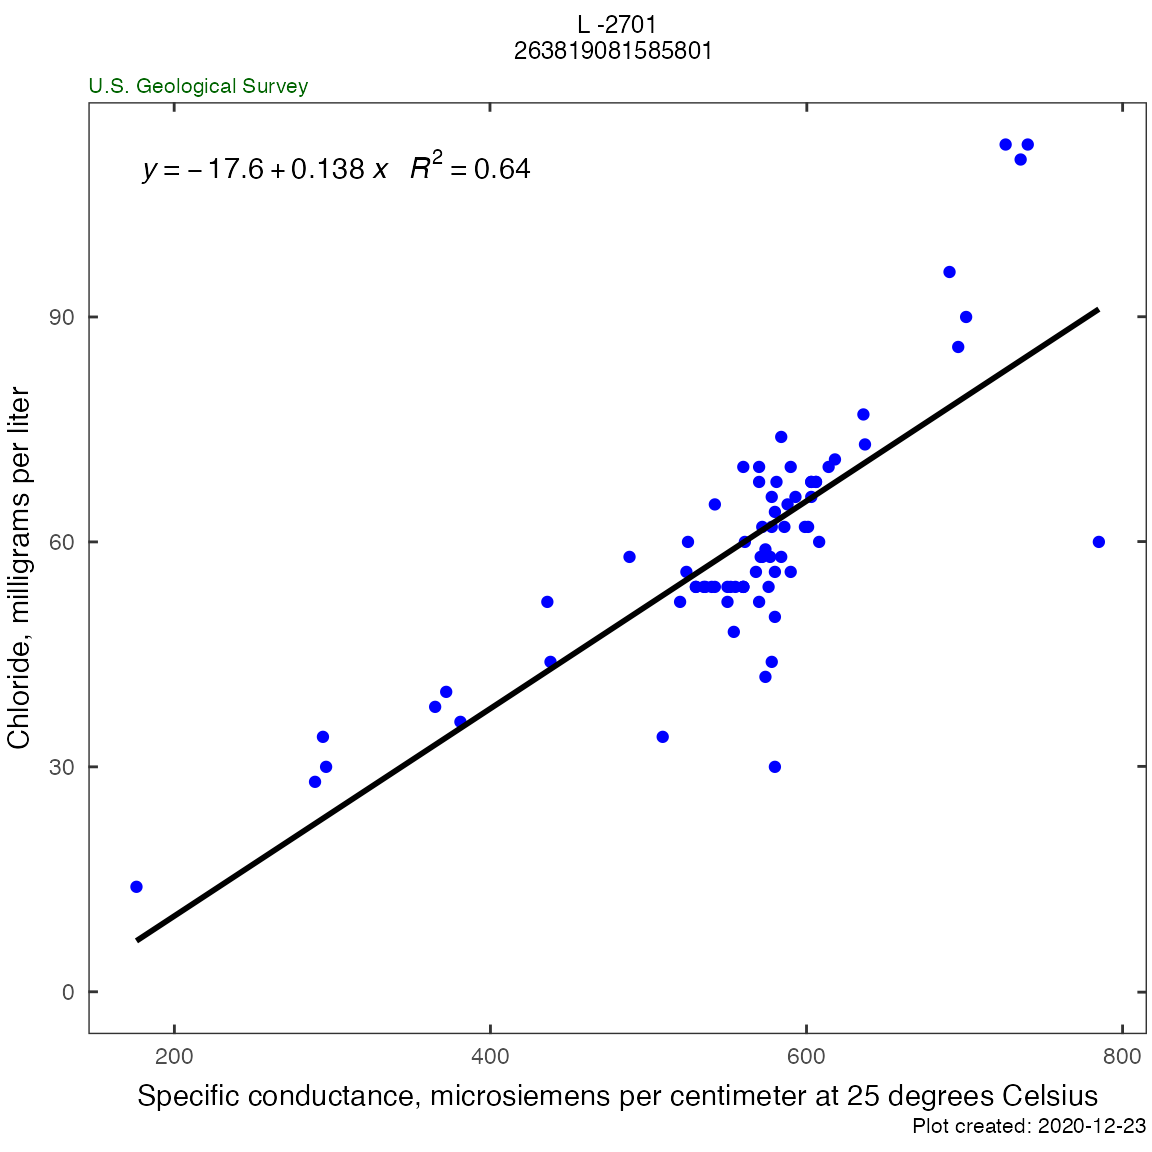 L -2701
263819081585801
U.S. Geological Survey
y = − 17.6 + 0.138 x R² = 0.64
90
60
30
0
Chloride, milligrams per liter
200 400 600 800
Specific conductance, microsiemens per centimeter at 25 degrees Celsius
Plot created: 2020-12-23